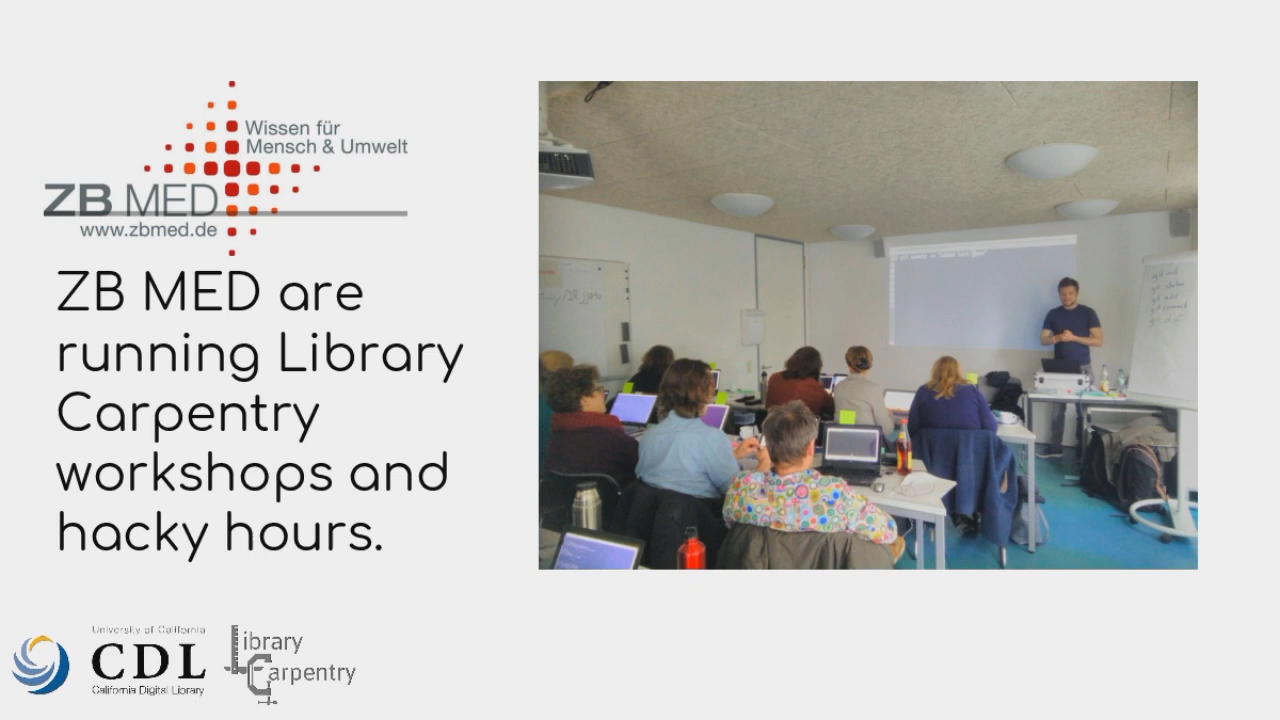 Wissen für
Mensch & Umwelt
ZB MED
www.zbmed.de
ZB MED are
running Library
Carpentry
workshops and
hacky hours.
University of California
CDL
California Digital Library
Library
Carpentry